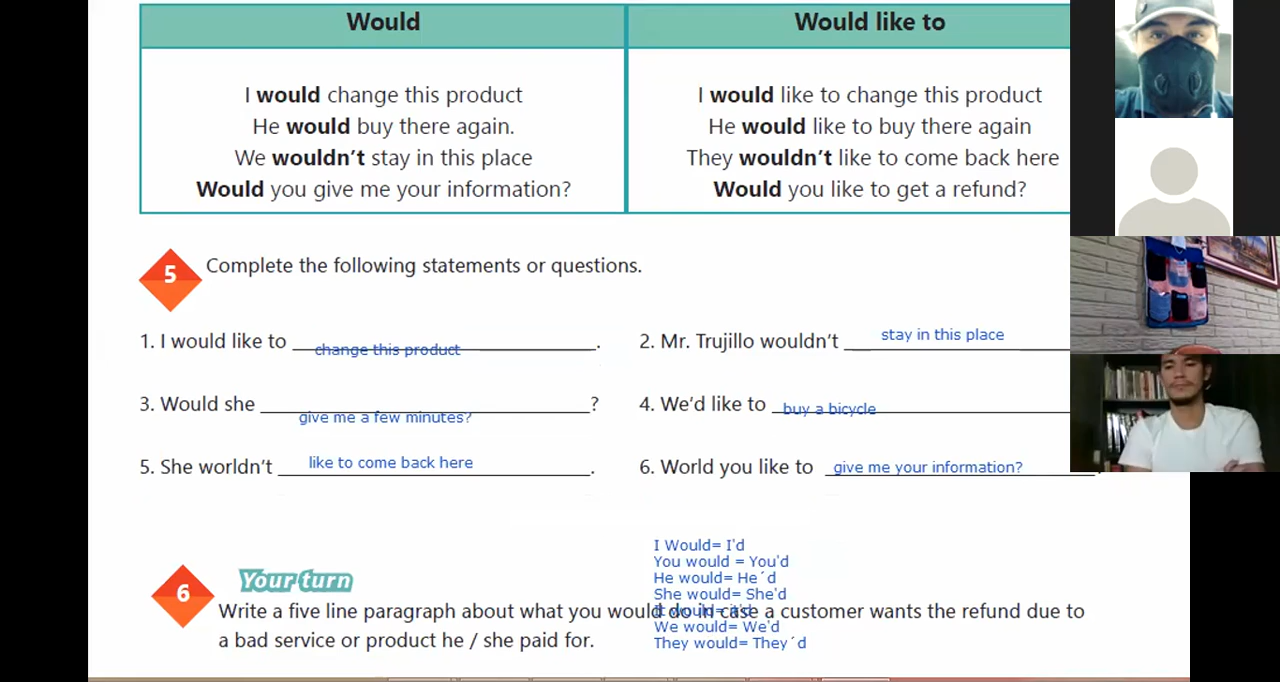 Would
Would like to
I would change this product
He would buy there again.
We wouldn't stay in this place
Would you give me your information?
I would like to change this product
He would like to buy there again
They wouldn't like to come back here
Would you like to get a refund?
5
Complete the following statements or questions.
1. I would like to change this product.
2. Mr. Trujillo wouldn't stay in this place
3. Would she give me a few minutes??
4. We'd like to buy a bicycle
5. She worldn't like to come back here.
6. World you like to give me your information?
I Would= I'd
You would = You'd
He would= He´d
She would= She'd
It would= it'd
We would= We'd
They would= They´d
6
Your turn
Write a five line paragraph about what you would do in case a customer wants the refund due to
a bad service or product he / she paid for.